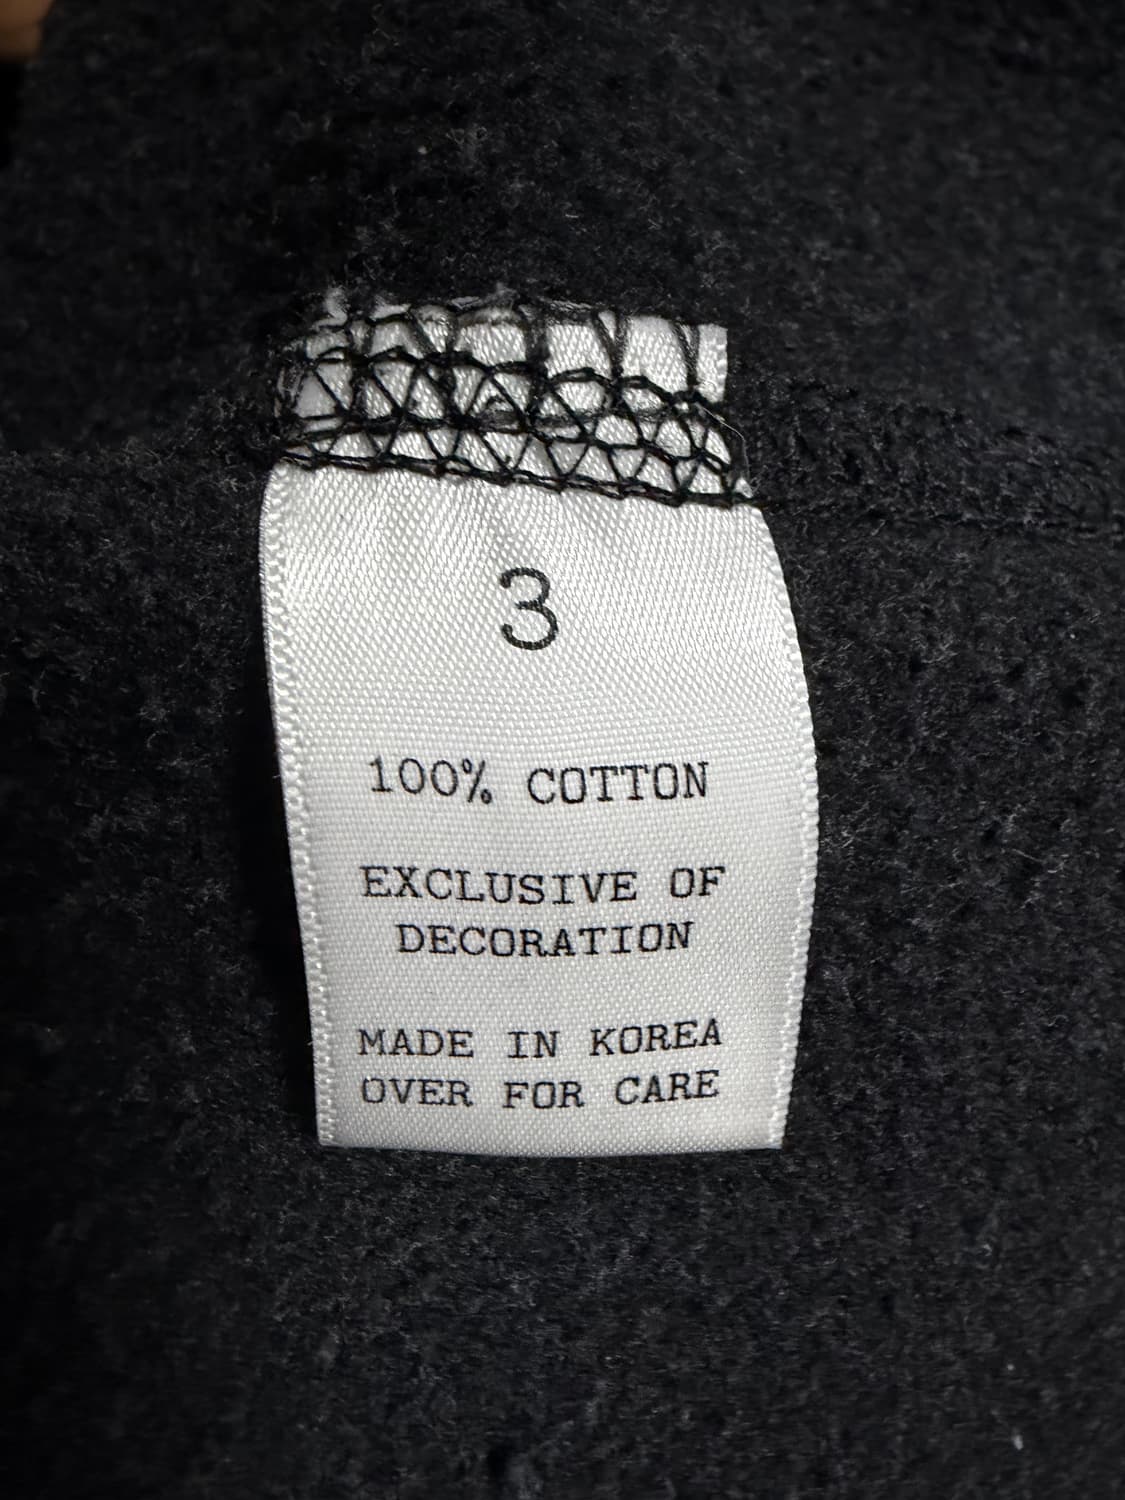 3
100% COTTON
EXCLUSIVE OF
DECORATION
MADE IN KOREA
OVER FOR CARE